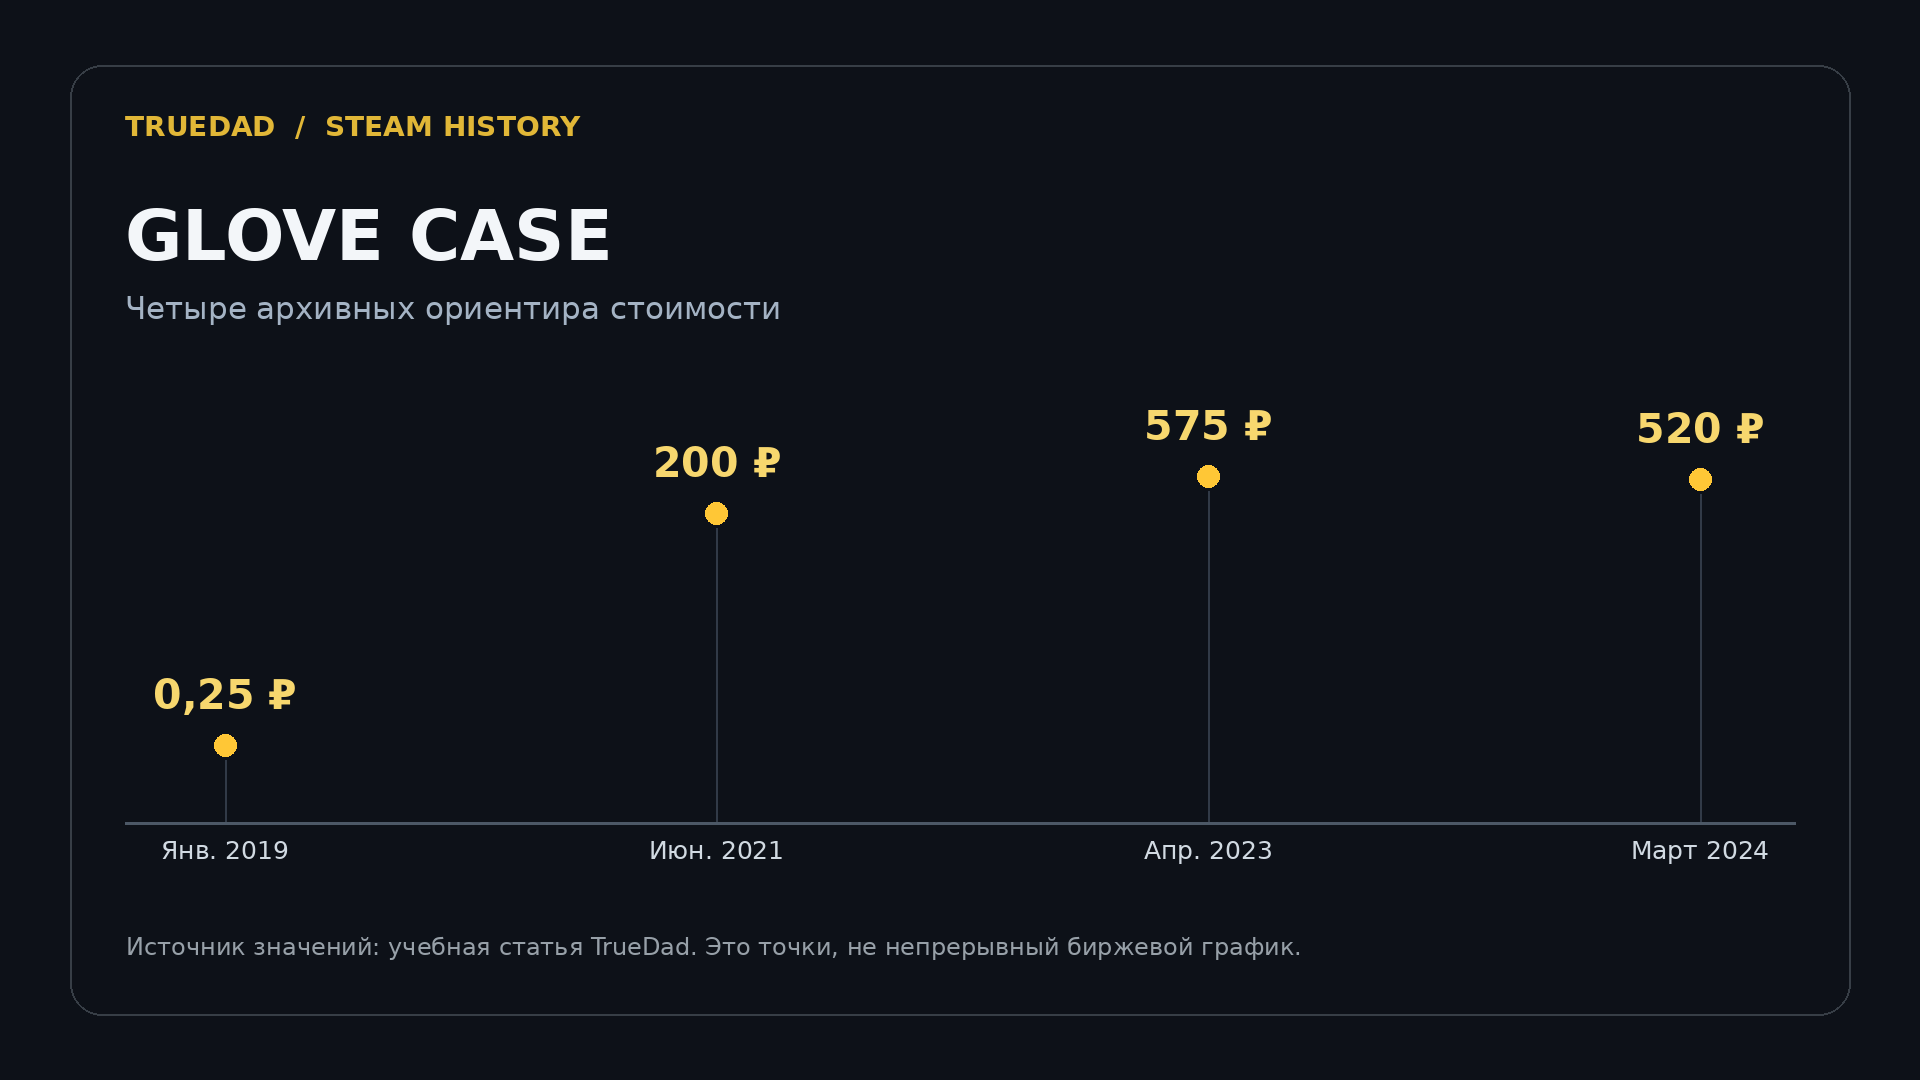 TRUEDAD / STEAM HISTORY
GLOVE CASE
Четыре архивных ориентира стоимости
0,25 ₽
200 ₽
575 ₽
520 ₽
Янв. 2019
Июн. 2021
Апр. 2023
Март 2024
Источник значений: учебная статья TrueDad. Это точки, не непрерывный биржевой график.